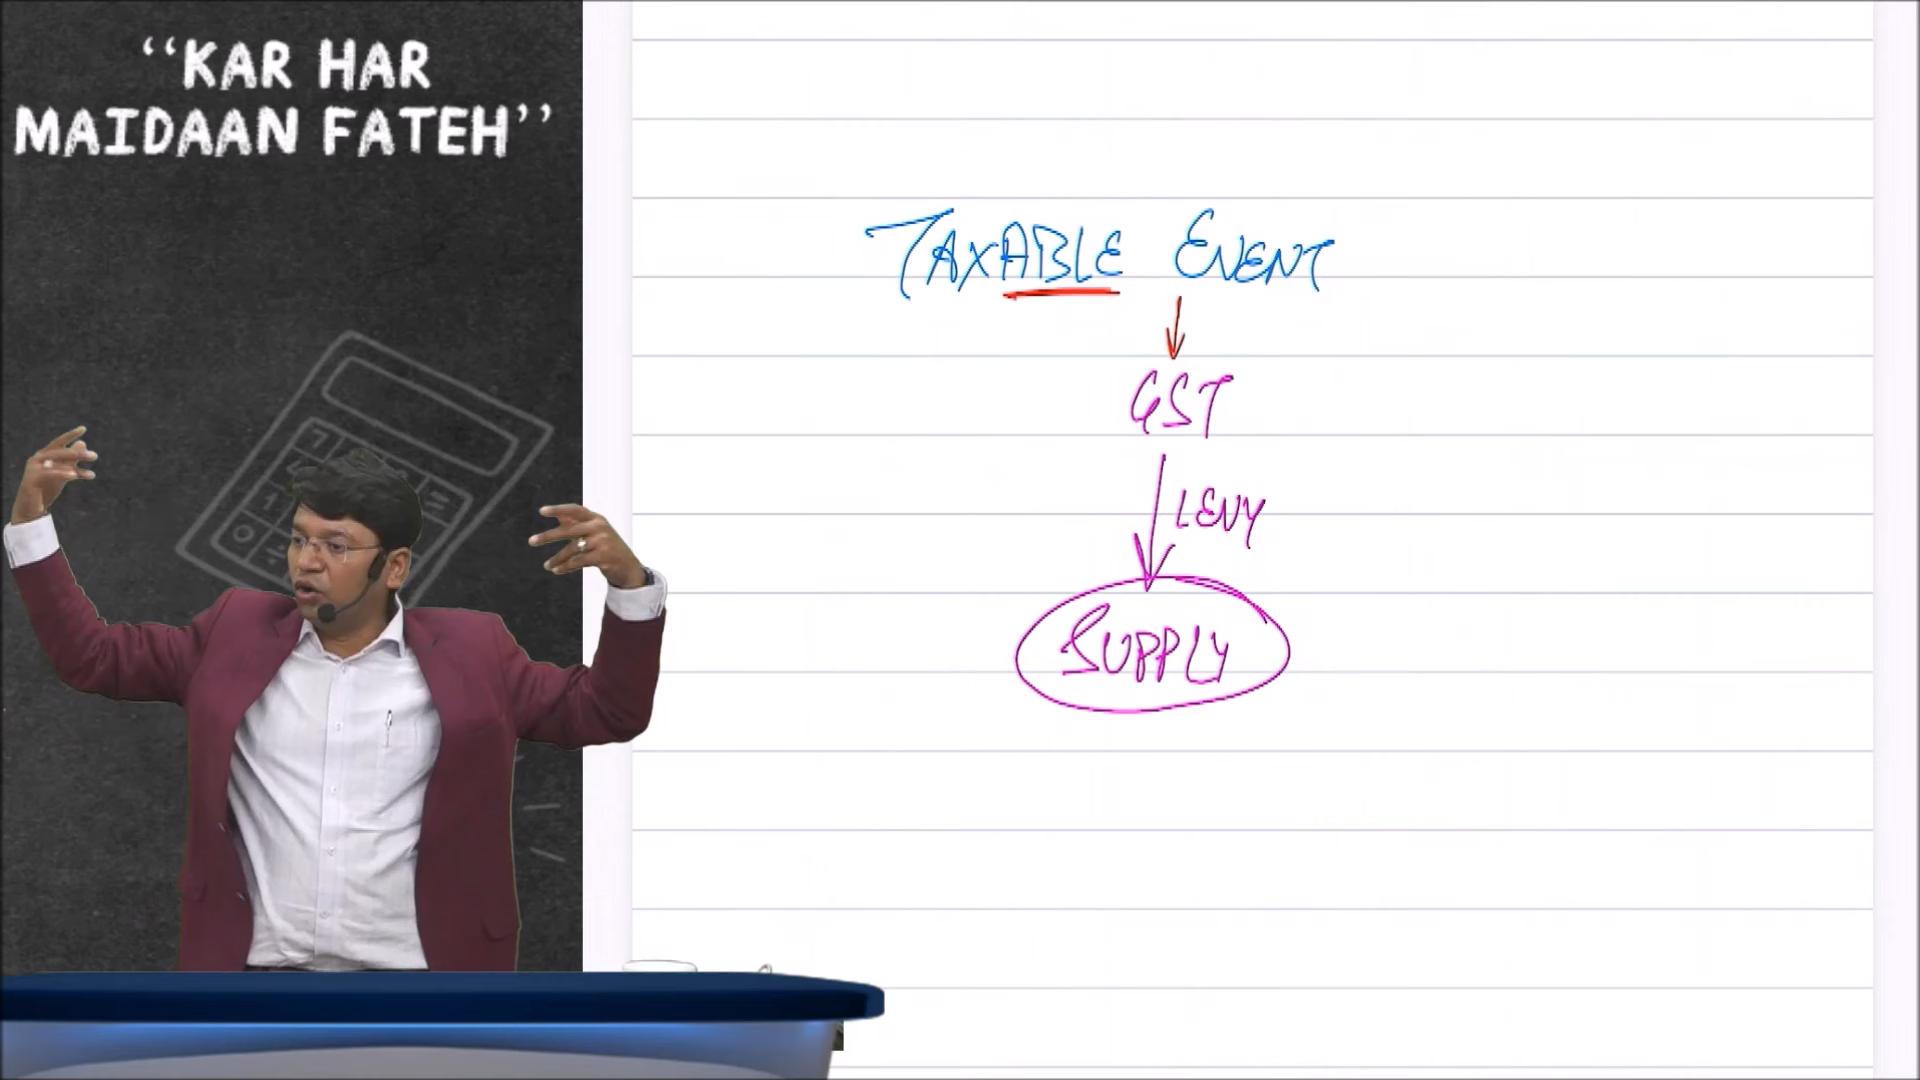 ‘‘KAR HAR
MAIDAAN FATEH’’
TAXABLE EVENT
GST
LEVY
SUPPLY